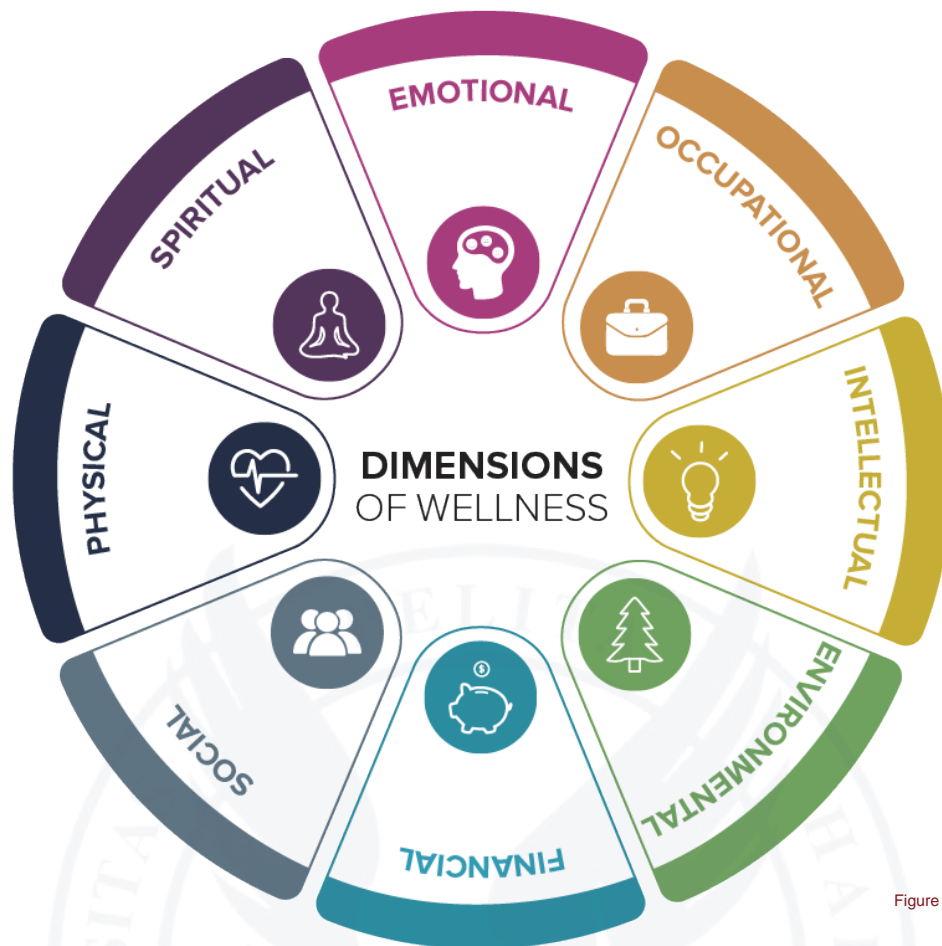 EMOTIONAL
OCCUPATIONAL
INTELLECTUAL
ENVIRONMENTAL
FINANCIAL
SOCIAL
PHYSICAL
SPIRITUAL
DIMENSIONS
OF WELLNESS
$
Figure